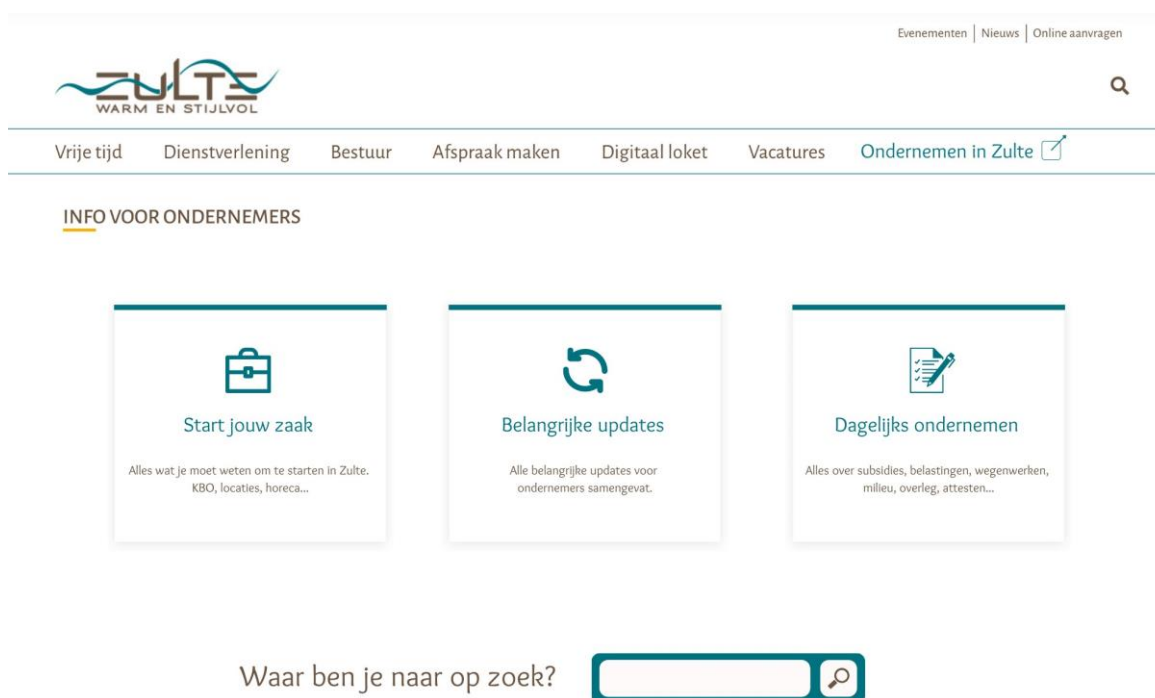 Evenementen | Nieuws | Online aanvragen
ZULTE
WARM EN STIJLVOL
Vrije tijd Dienstverlening Bestuur Afspraak maken Digitaal loket Vacatures Ondernemen in Zulte
INFO VOOR ONDERNEMERS
Start jouw zaak
Alles wat je moet weten om te starten in Zulte.
KBO, locaties, horeca...
Belangrijke updates
Alle belangrijke updates voor
ondernemers samengevat.
Dagelijks ondernemen
Alles over subsidies, belastingen, wegenwerken,
milieu, overleg, attesten...
Waar ben je naar op zoek?